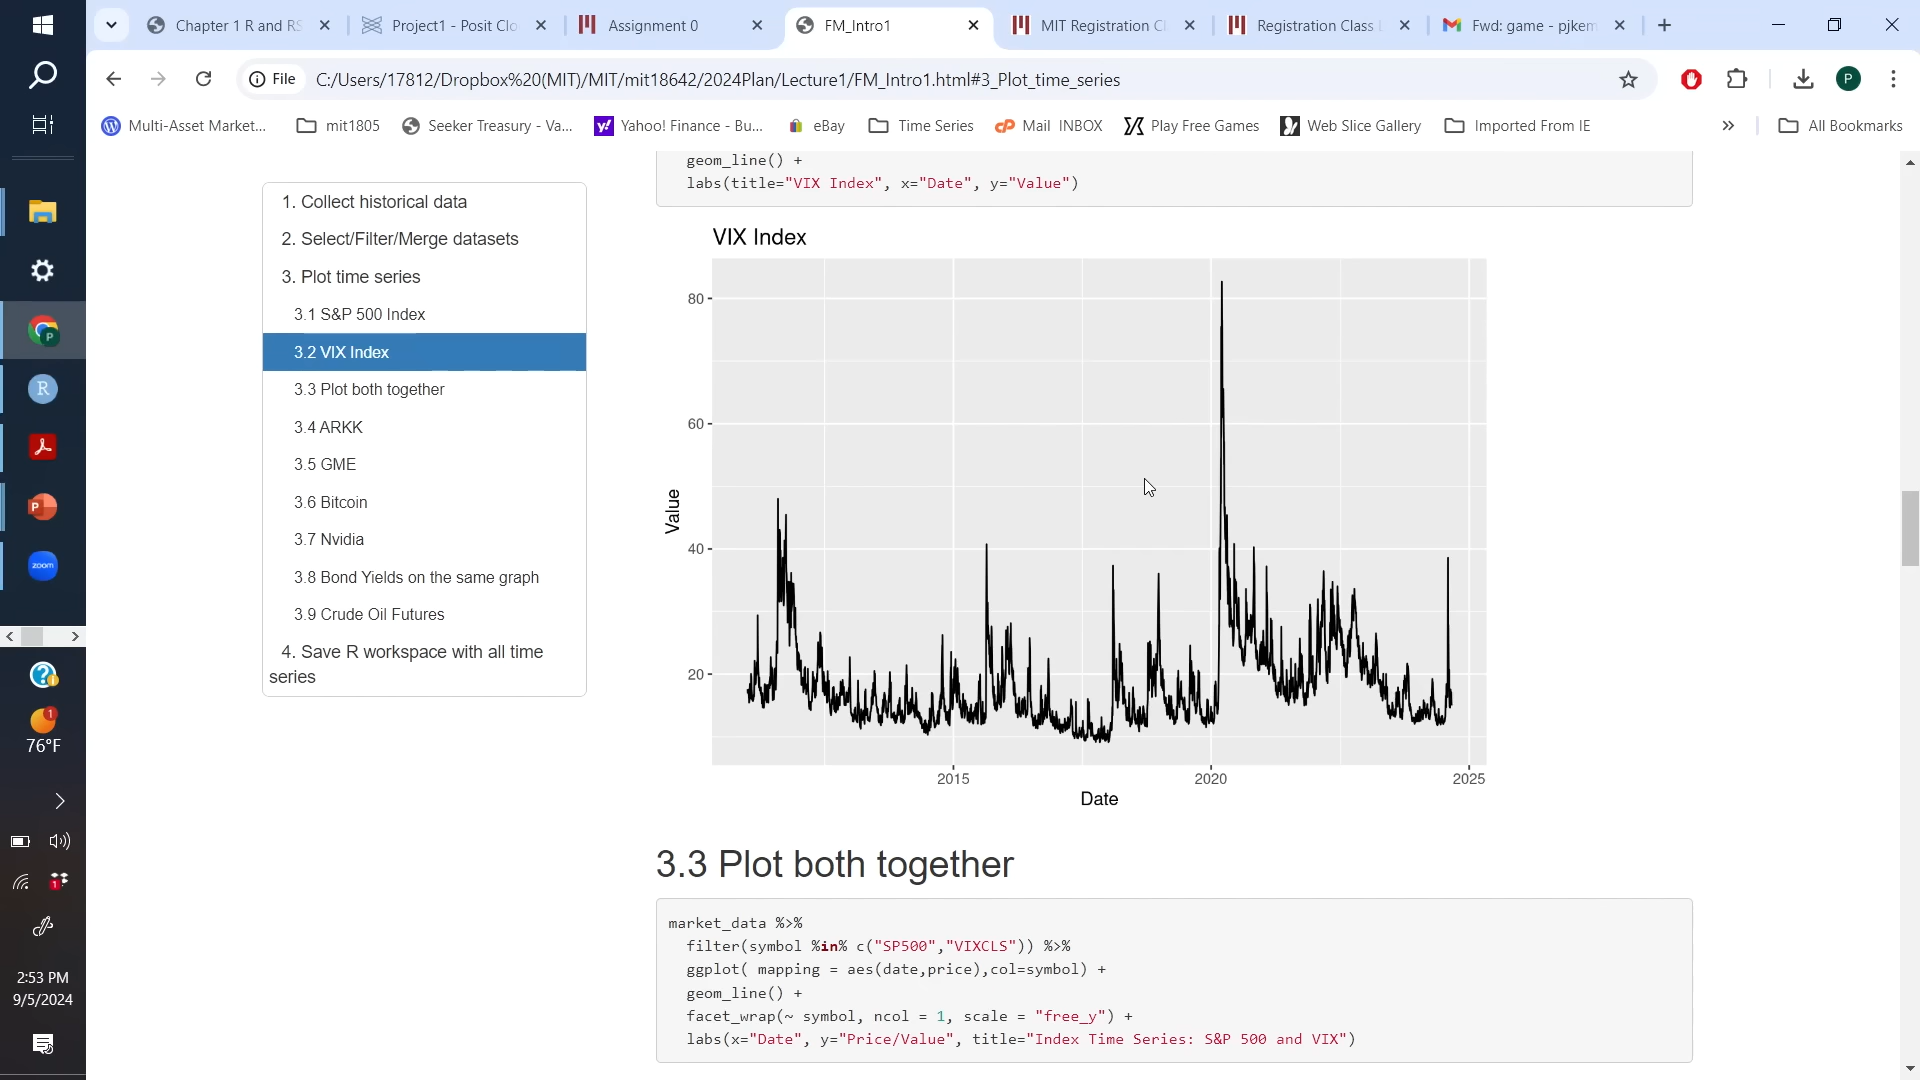 Chapter 1 R and RS
Project1 - Posit Clo
Assignment 0
FM_Intro1
MIT Registration Cl
Registration Class L
Fwd: game - pjkem
File
C:/Users/17812/Dropbox%20(MIT)/MIT/mit18642/2024Plan/Lecture1/FM_Intro1.html#3_Plot_time_series
P
Multi-Asset Market...
mit1805
Seeker Treasury - Va...
Yahoo! Finance - Bu...
eBay
Time Series
Mail INBOX
Play Free Games
Web Slice Gallery
Imported From IE
All Bookmarks
geom_line() +
labs(title="VIX Index", x="Date", y="Value")
1. Collect historical data
2. Select/Filter/Merge datasets
3. Plot time series
3.1 S&P 500 Index
3.2 VIX Index
3.3 Plot both together
3.4 ARKK
3.5 GME
3.6 Bitcoin
3.7 Nvidia
3.8 Bond Yields on the same graph
3.9 Crude Oil Futures
4. Save R workspace with all time
series
VIX Index
80
60
40
20
Value
2015
2020
2025
Date
3.3 Plot both together
market_data %>%
filter(symbol %in% c("SP500","VIXCLS")) %>%
ggplot( mapping = aes(date,price),col=symbol) +
geom_line() +
facet_wrap(~ symbol, ncol = 1, scale = "free_y") +
labs(x="Date", y="Price/Value", title="Index Time Series: S&P 500 and VIX")
P
R
P
zoom
1
76°F
1
2:53 PM
9/5/2024